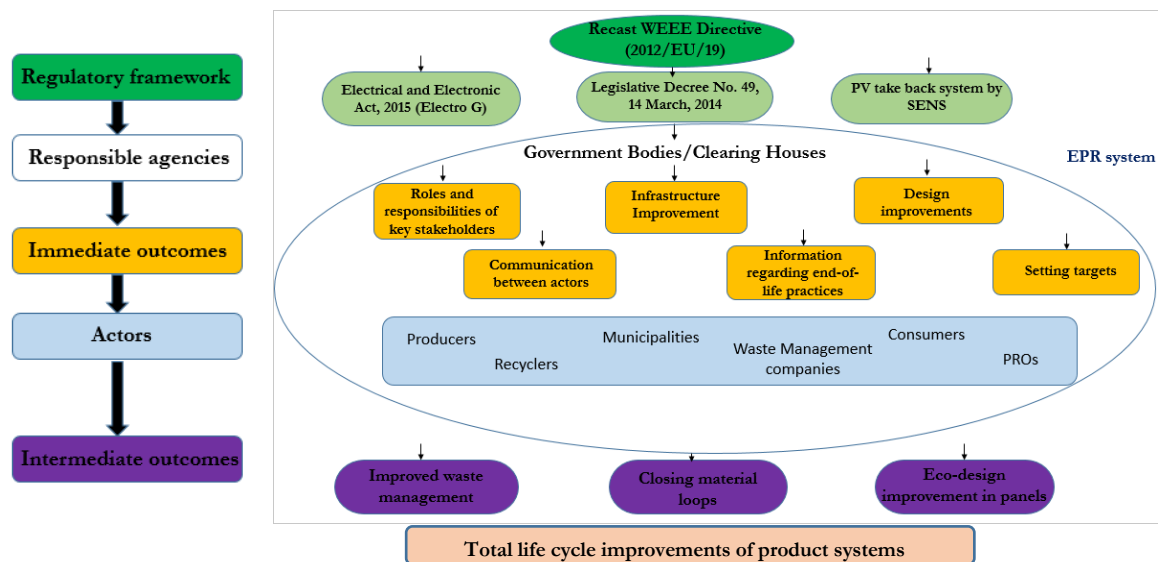 Regulatory framework
Responsible agencies
Immediate outcomes
Actors
Intermediate outcomes
Recast WEEE Directive
(2012/EU/19)
Electrical and Electronic
Act, 2015 (Electro G)
Legislative Decree No. 49,
14 March, 2014
PV take back system by
SENS
Government Bodies/Clearing Houses
EPR system
Roles and
responsibilities of
key stakeholders
Infrastructure
Improvement
Design
improvements
Communication
between actors
Information
regarding end-of-
life practices
Setting targets
Producers
Recyclers
Municipalities
Waste Management
companies
Consumers
PROs
Improved waste
management
Closing material
loops
Eco-design
improvement in panels
Total life cycle improvements of product systems